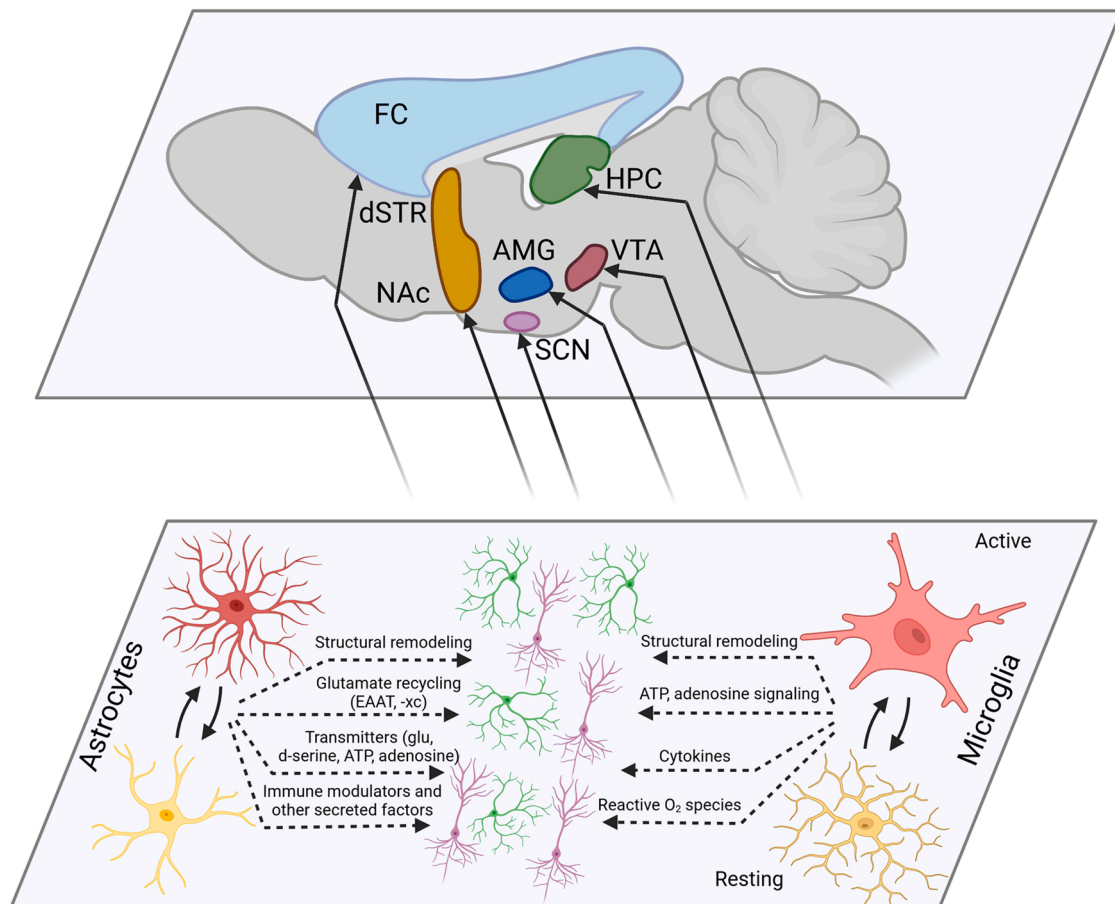 FC
HPC
dSTR
AMG
VTA
NAc
SCN
Active
Astrocytes
Structural remodeling
Glutamate recycling
(EAAT, -xc)
Transmitters (glu,
d-serine, ATP, adenosine)
Immune modulators and
other secreted factors
Structural remodeling
ATP, adenosine signaling
Cytokines
Reactive O₂ species
Microglia
Resting